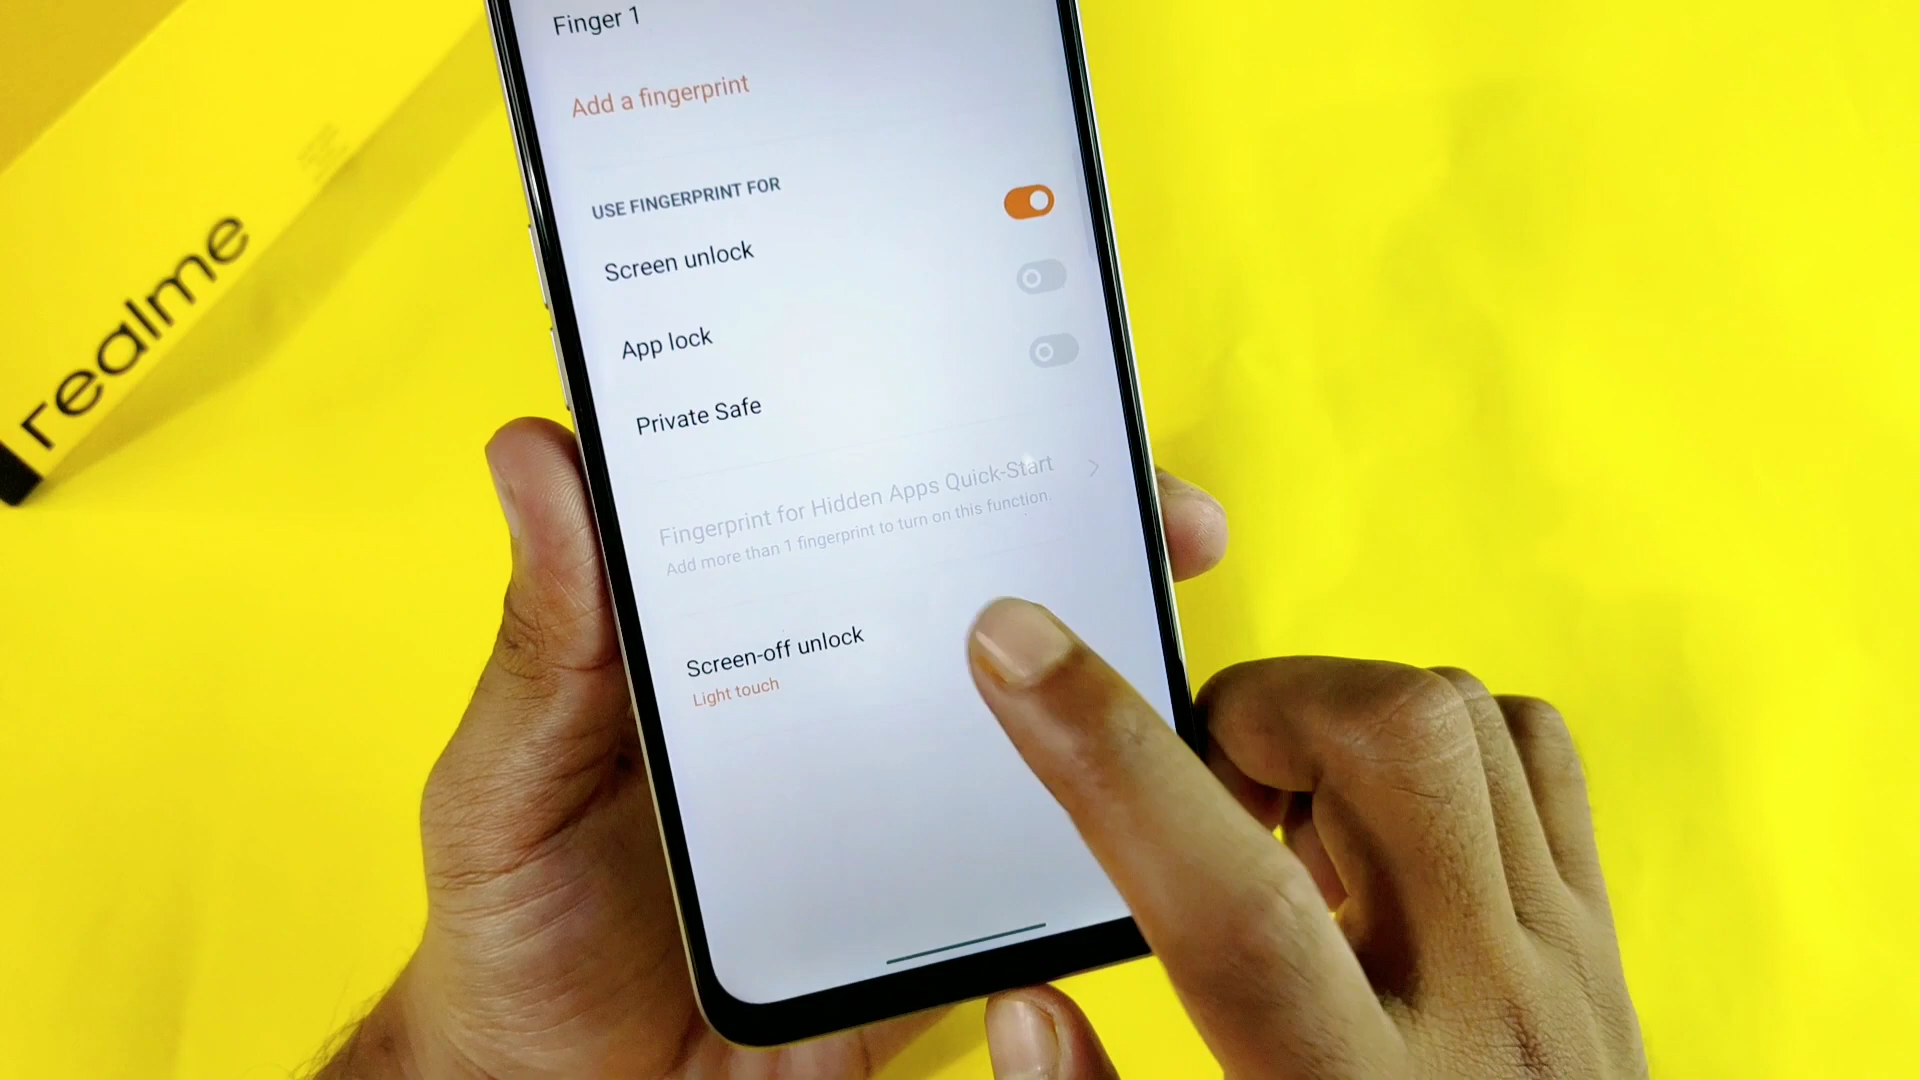 realme
Finger 1
Add a fingerprint
USE FINGERPRINT FOR
Screen unlock
App lock
Private Safe
Fingerprint for Hidden Apps Quick-Start
Add more than 1 fingerprint to turn on this function.
Screen-off unlock
Light touch